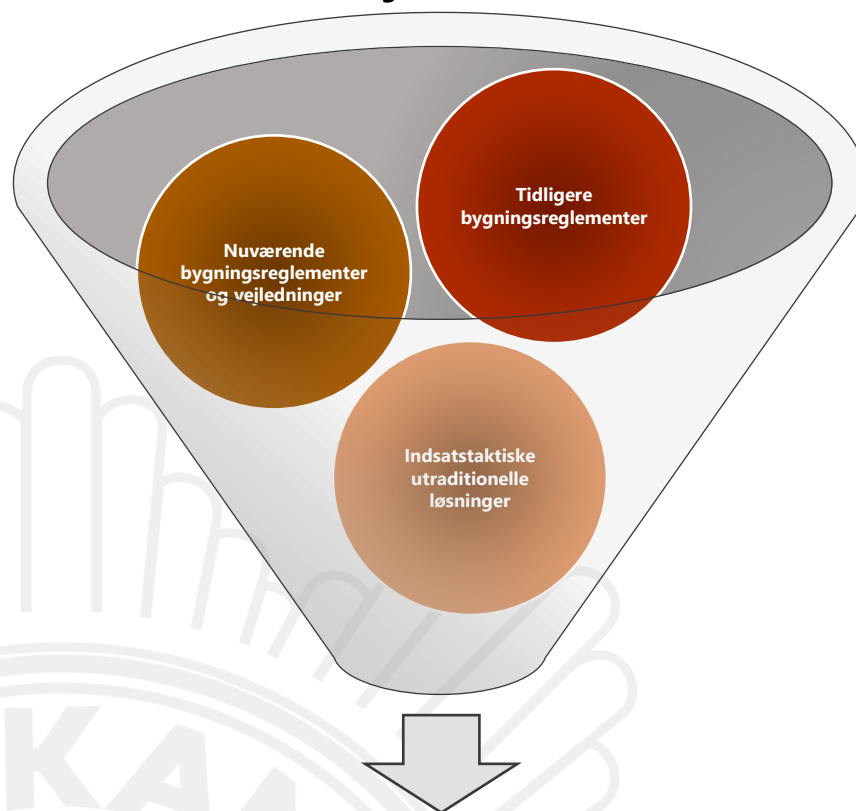 Nuværende
bygningsreglementer
og vejledninger
Tidligere
bygningsreglementer
Indsatstaktiske
utraditionelle
løsninger